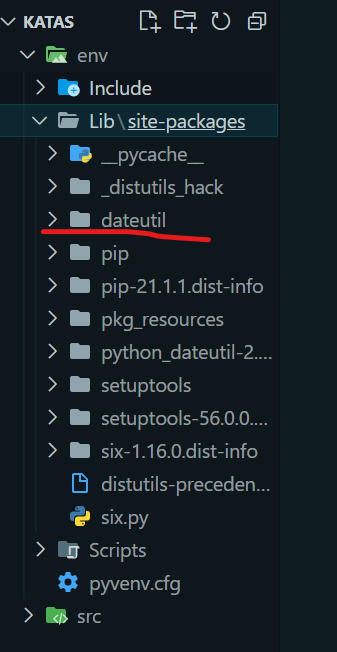 KATAS
env
Include
Lib\site-packages
__pycache__
_distutils_hack
dateutil
pip
pip-21.1.1.dist-info
pkg_resources
python_dateutil-2....
setuptools
setuptools-56.0.0....
six-1.16.0.dist-info
distutils-preceden...
six.py
Scripts
pyvenv.cfg
src